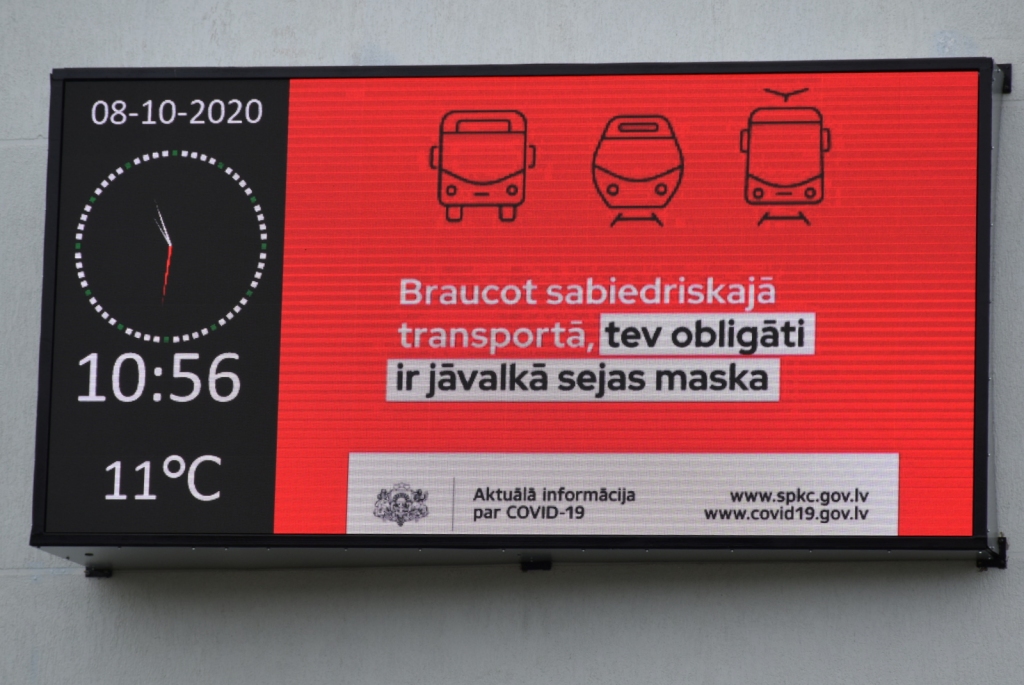 08-10-2020
10:56
11°C
Braucot sabiedriskajā
transportā, tev obligāti
ir jāvalkā sejas maska
Aktuālā informācija
par COVID-19
www.spkc.gov.lv
www.covid19.gov.lv